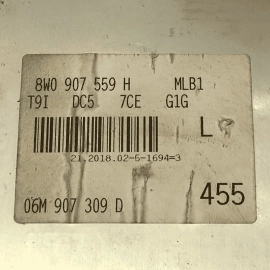 8W0 907 559 H MLB1
T9I DC5 7CE G1G
L
21.2018.02-6-1694=3
06M 907 309 D 455